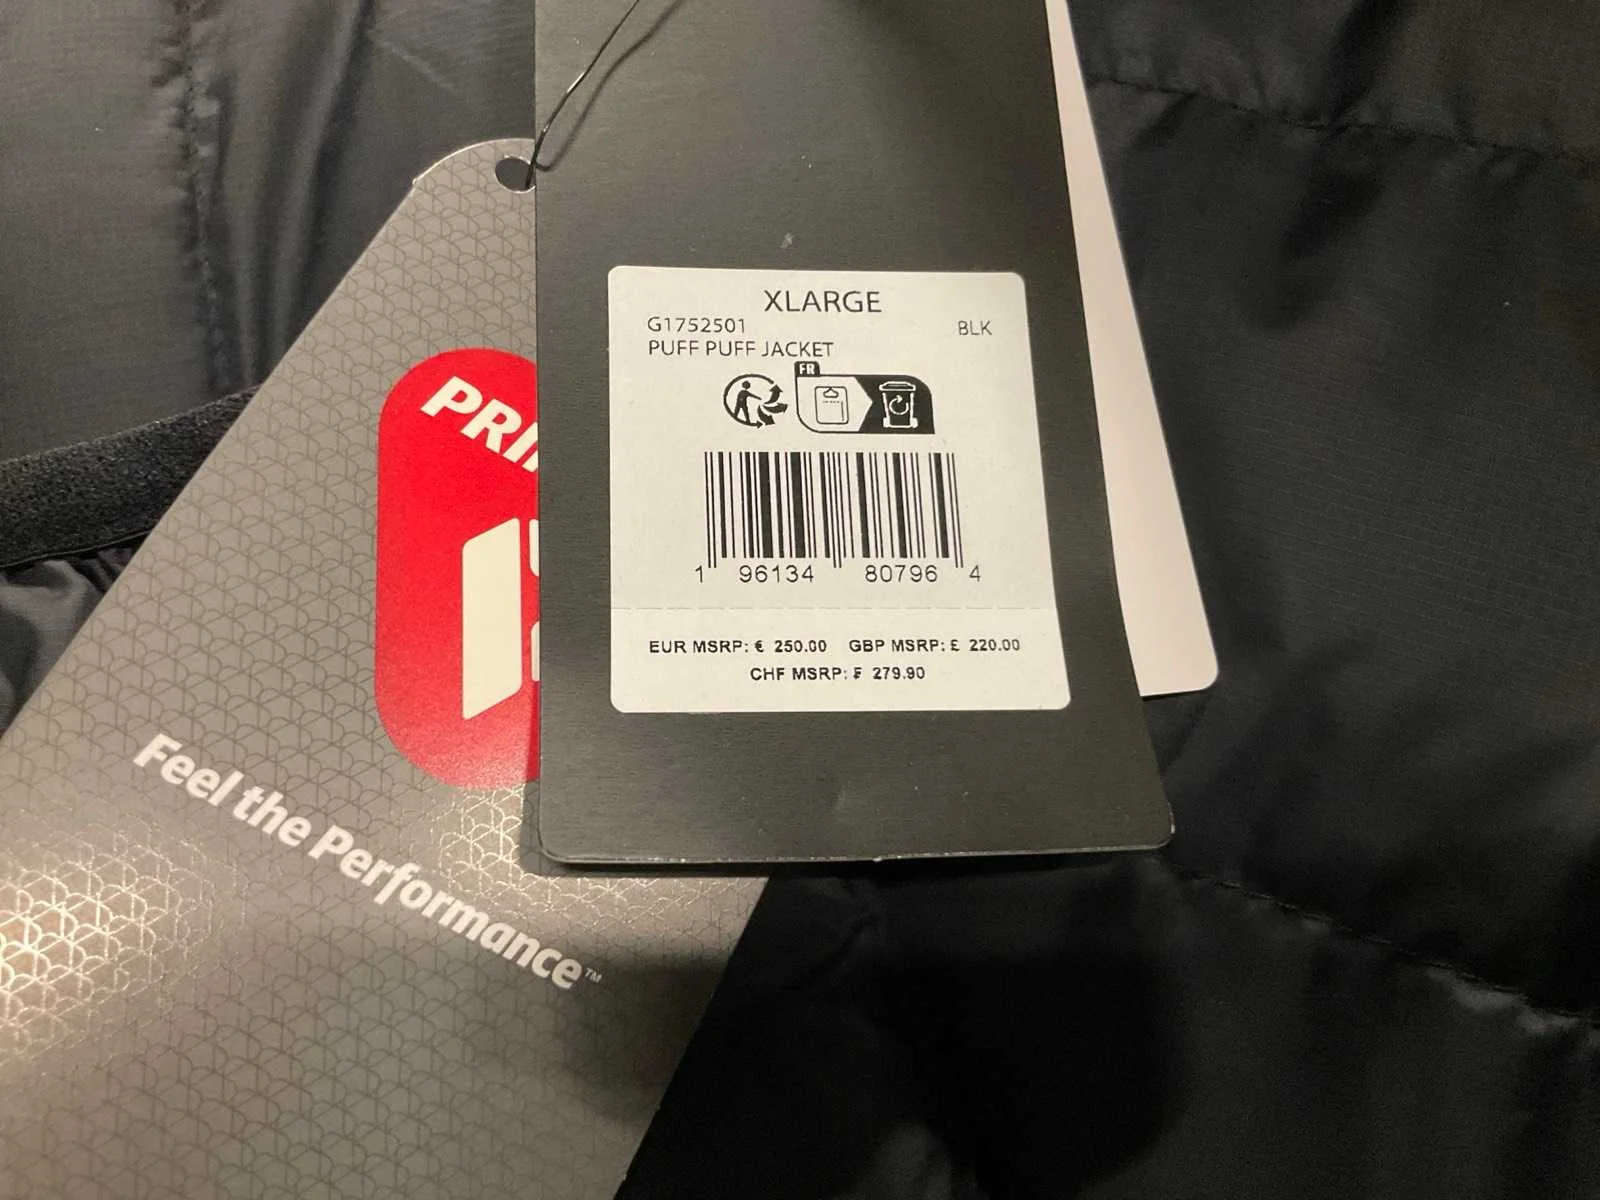 XLARGE
G1752501 BLK
PUFF PUFF JACKET
FR
1 96134 80796 4
EUR MSRP: € 250.00 GBP MSRP: £ 220.00
CHF MSRP: ₣ 279.90
Feel the Performance™